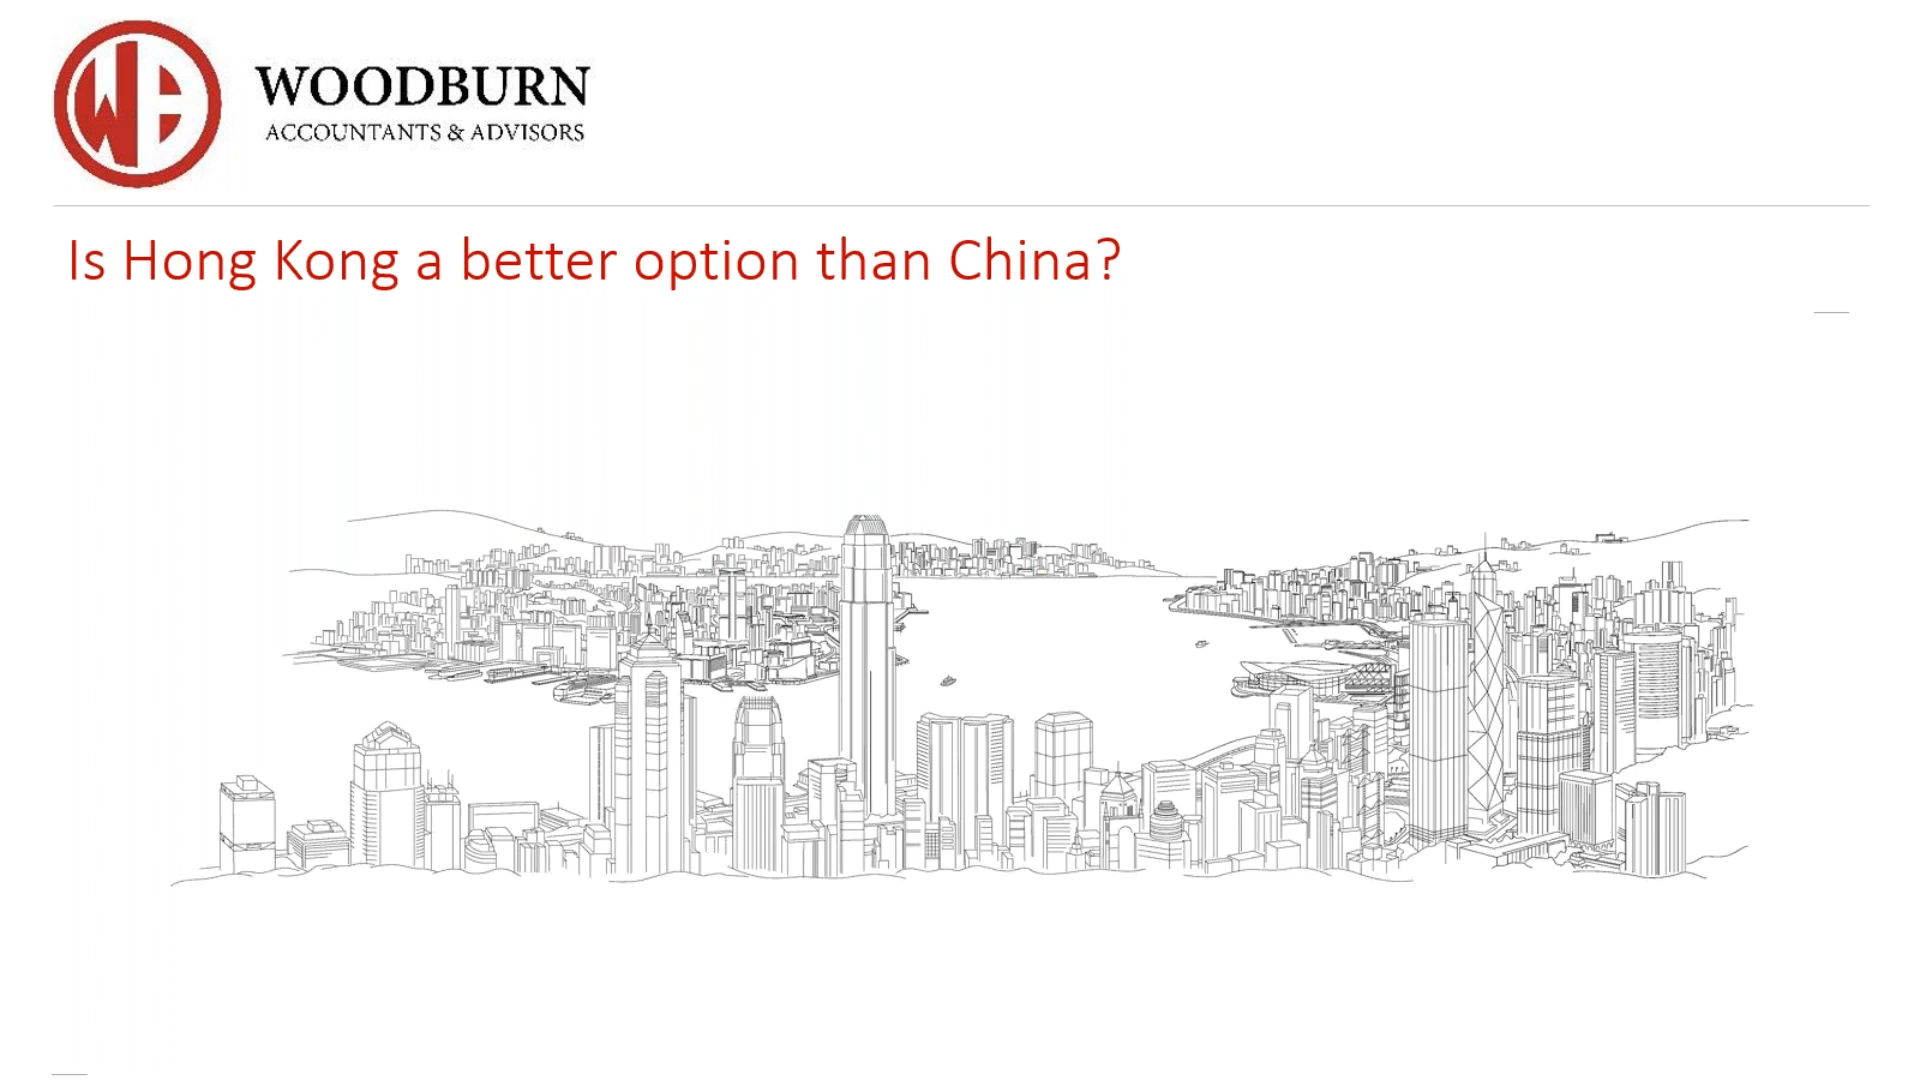 WOODBURN
ACCOUNTANTS & ADVISORS
Is Hong Kong a better option than China?